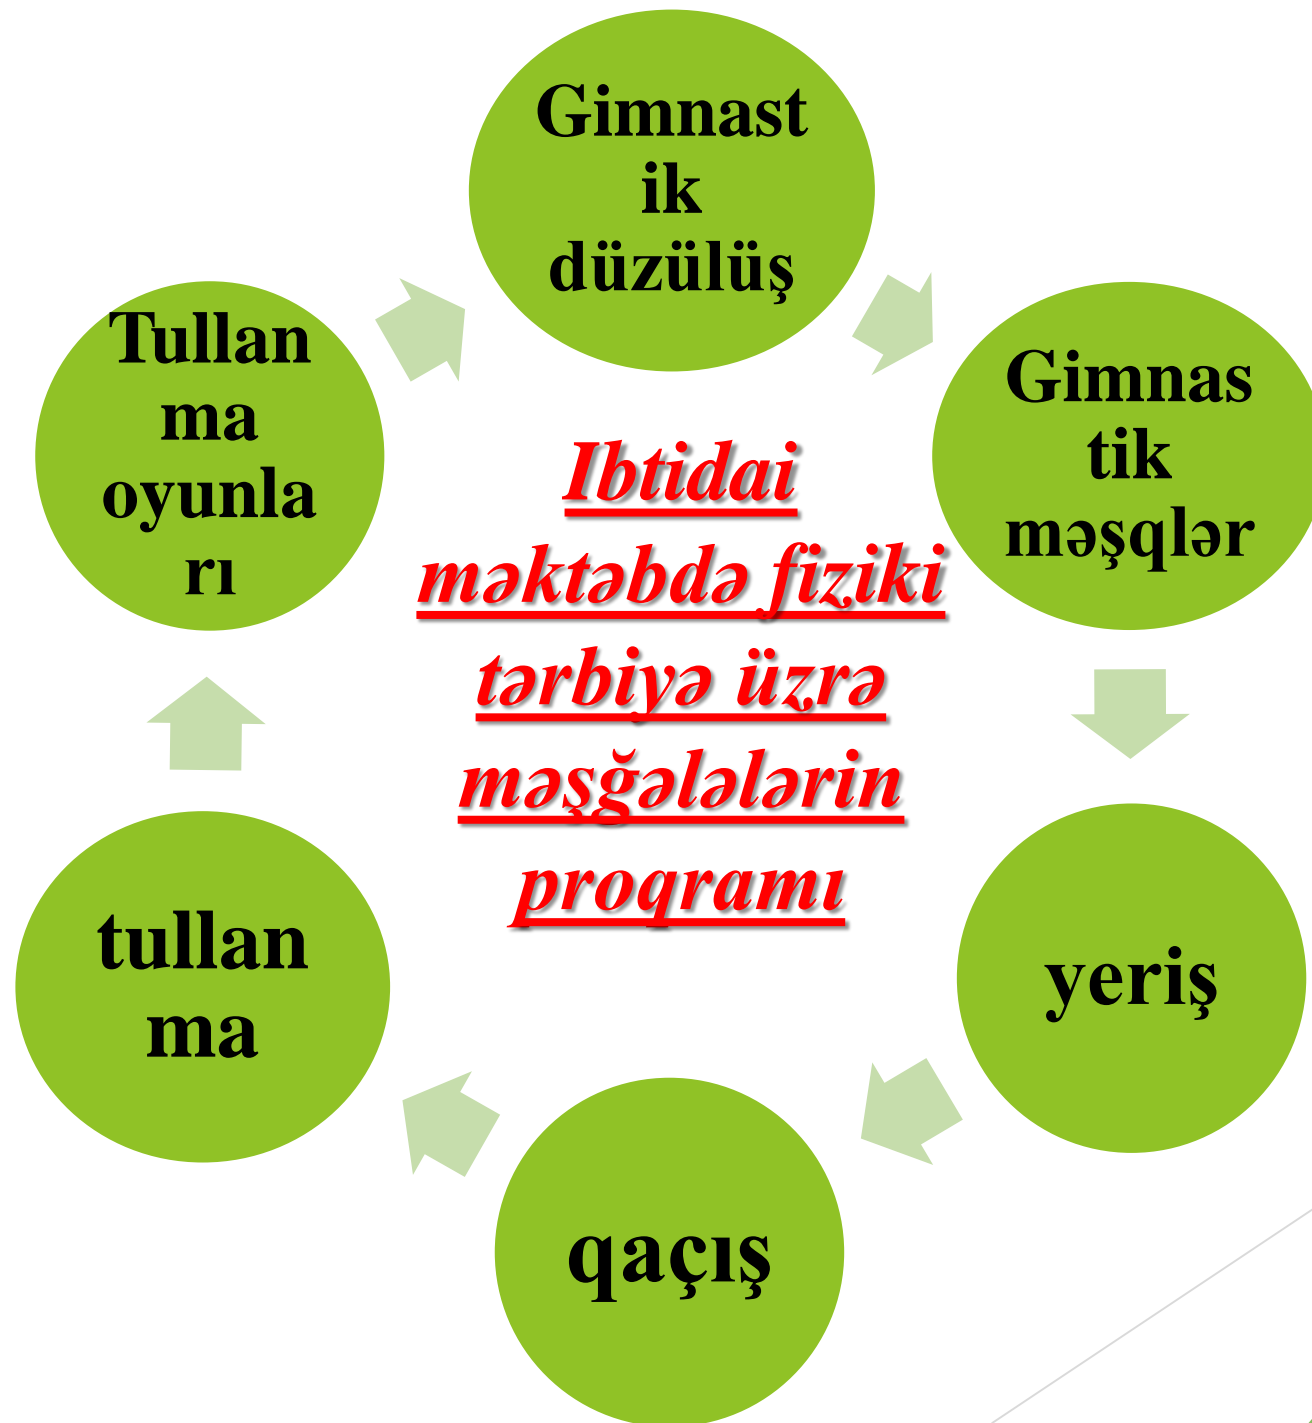 Gimnast
ik
düzülüş
Gimnas
tik
məşqlər
yeriş
qaçış
tullan
ma
Tullan
ma
oyunla
rı
Ibtidai
məktəbdə fiziki
tərbiyə üzrə
məşğələlərin
proqramı